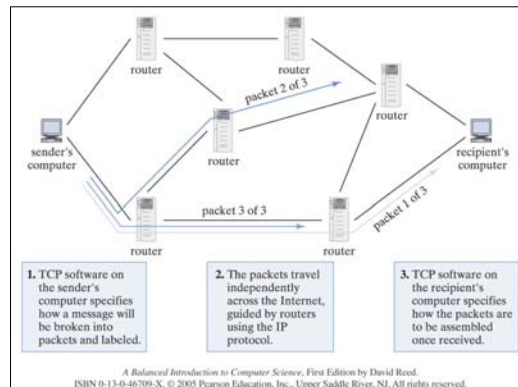 router
router
packet 2 of 3
router
router
sender's
computer
recipient's
computer
packet 3 of 3
packet 1 of 3
router
router
1. TCP software on
the sender's
computer specifies
how a message will
be broken into
packets and labeled.
2. The packets travel
independently
across the Internet,
guided by routers
using the IP
protocol.
3. TCP software on
the recipient's
computer specifies
how the packets are
to be assembled
once received.
A Balanced Introduction to Computer Science, First Edition by David Reed.
ISBN 0-13-0-46709-X. © 2005 Pearson Education, Inc., Upper Saddle River, NJ. All rights reserved.